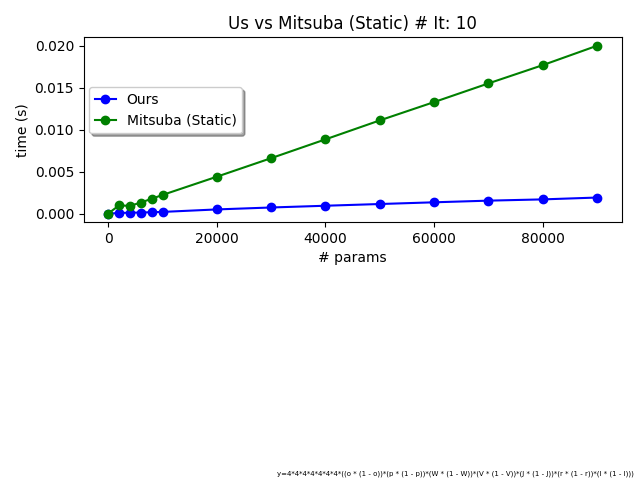 Us vs Mitsuba (Static) # It: 10
time (s)
0.020
0.015
0.010
0.005
0.000
Ours
Mitsuba (Static)
0
20000
40000
60000
80000
# params
y=4*4*4*4*4*4*4*((o * (1 - o))*(p * (1 - p))*(W * (1 - W))*(V * (1 - V))*(J * (1 - J))*(r * (1 - r))*(l * (1 - l)))